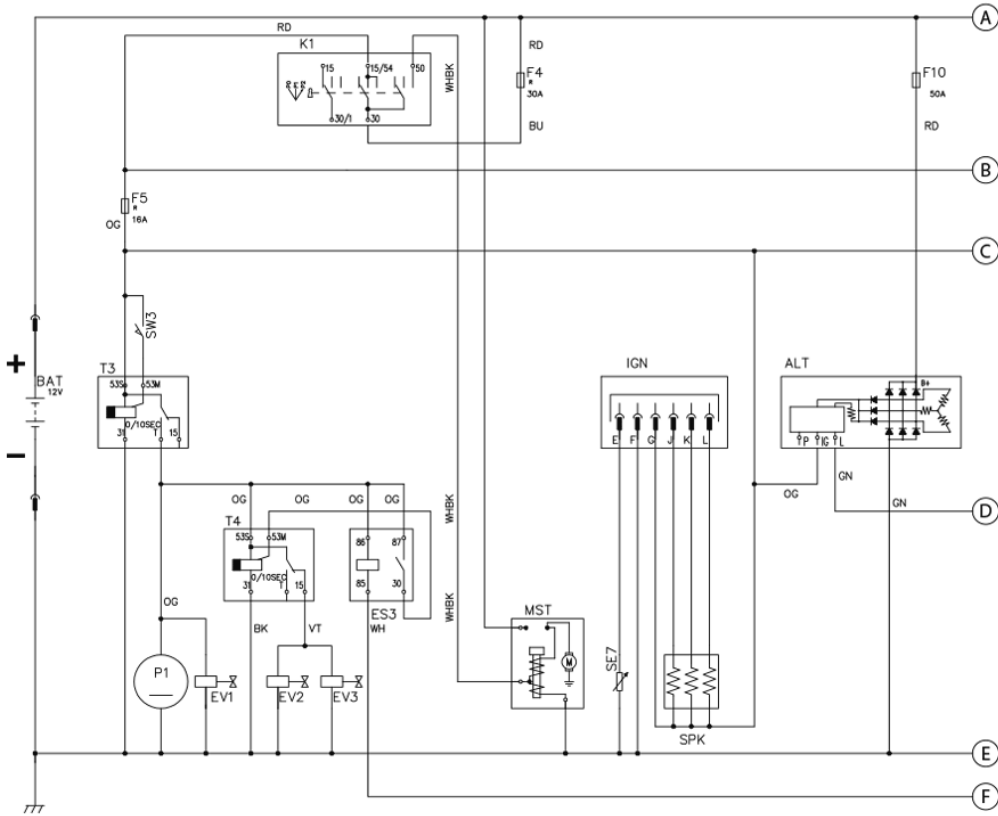 A
RD
K1
15
15/54
50
30/1
30
WHBK
RD
F4
R
30A
BU
F10
50A
RD
B
F5
R
16A
OG
C
SW3
+
BAT
12V
-
T3
53S
53M
31
0/10SEC
T
15
IGN
E
F
G
J
K
L
ALT
B+
P
IG
L
OG
GN
GN
D
OG
OG
OG
OG
WHBK
T4
53S
53M
31
0/10SEC
T
15
86
87
85
30
ES3
WH
OG
BK
VT
WHBK
MST
M
SE7
P1
EV1
EV2
EV3
SPK
E
F